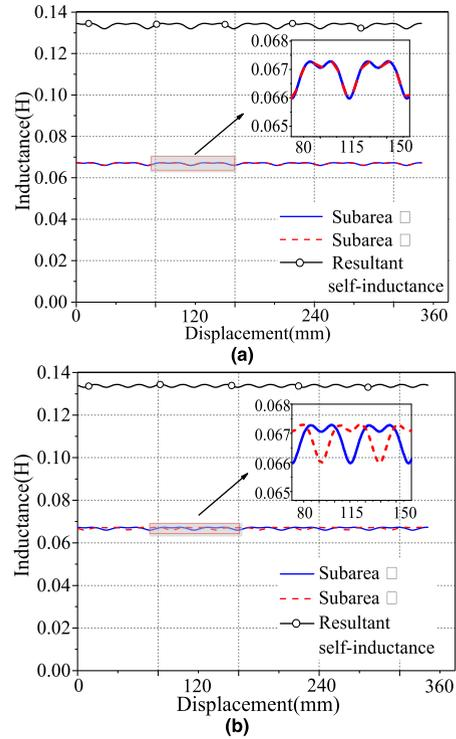 0.14
0.12
0.10
0.08
0.06
0.04
0.02
0.00
Inductance(H)
0.068
0.067
0.066
0.065
80 115 150
Subarea □
Subarea □
Resultant
self-inductance
0 120 240 360
Displacement(mm)
(a)
0.14
0.12
0.10
0.08
0.06
0.04
0.02
0.00
Inductance(H)
0.068
0.067
0.066
0.065
80 115 150
Subarea □
Subarea □
Resultant
self-inductance
0 120 240 360
Displacement(mm)
(b)